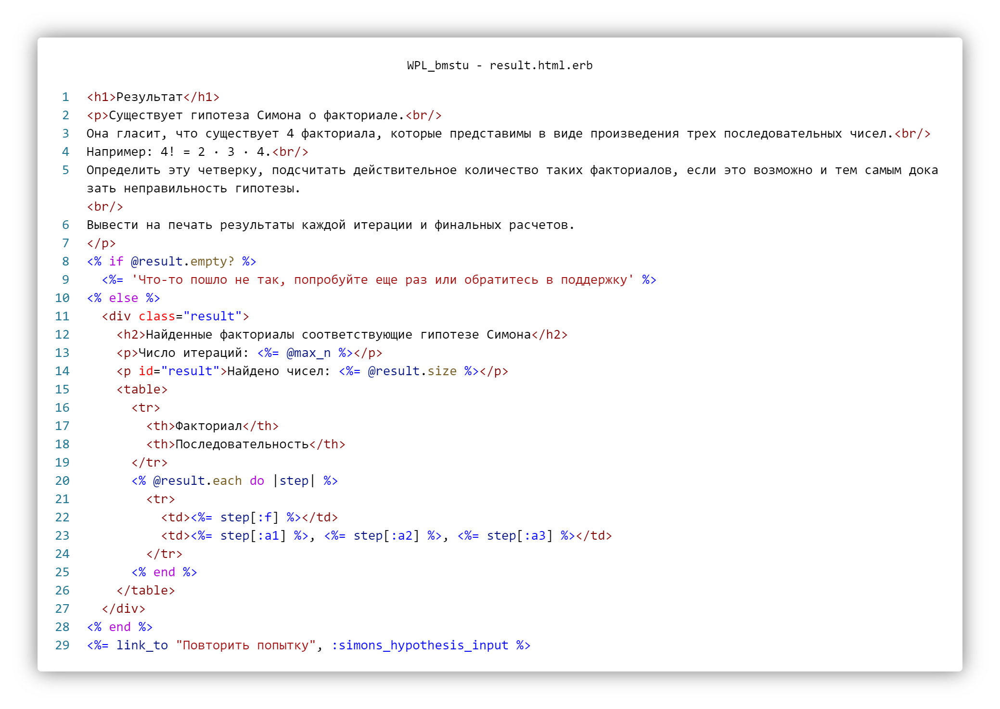 WPL_bmstu - result.html.erb
1 <h1>Результат</h1>
2 <p>Существует гипотеза Симона о факториале.<br/>
3 Она гласит, что существует 4 факториала, которые представимы в виде произведения трех последовательных чисел.<br/>
4 Например: 4! = 2 · 3 · 4.<br/>
5 Определить эту четверку, подсчитать действительное количество таких факториалов, если это возможно и тем самым дока
зать неправильность гипотезы.
<br/>
6 Вывести на печать результаты каждой итерации и финальных расчетов.
7 </p>
8 <% if @result.empty? %>
9   <%= 'Что-то пошло не так, попробуйте еще раз или обратитесь в поддержку' %>
10 <% else %>
11   <div class="result">
12     <h2>Найденные факториалы соответствующие гипотезе Симона</h2>
13     <p>Число итераций: <%= @max_n %></p>
14     <p id="result">Найдено чисел: <%= @result.size %></p>
15     <table>
16       <tr>
17         <th>Факториал</th>
18         <th>Последовательность</th>
19       </tr>
20       <% @result.each do |step| %>
21         <tr>
22           <td><%= step[:f] %></td>
23           <td><%= step[:a1] %>, <%= step[:a2] %>, <%= step[:a3] %></td>
24         </tr>
25       <% end %>
26     </table>
27   </div>
28 <% end %>
29 <%= link_to "Повторить попытку", :simons_hypothesis_input %>